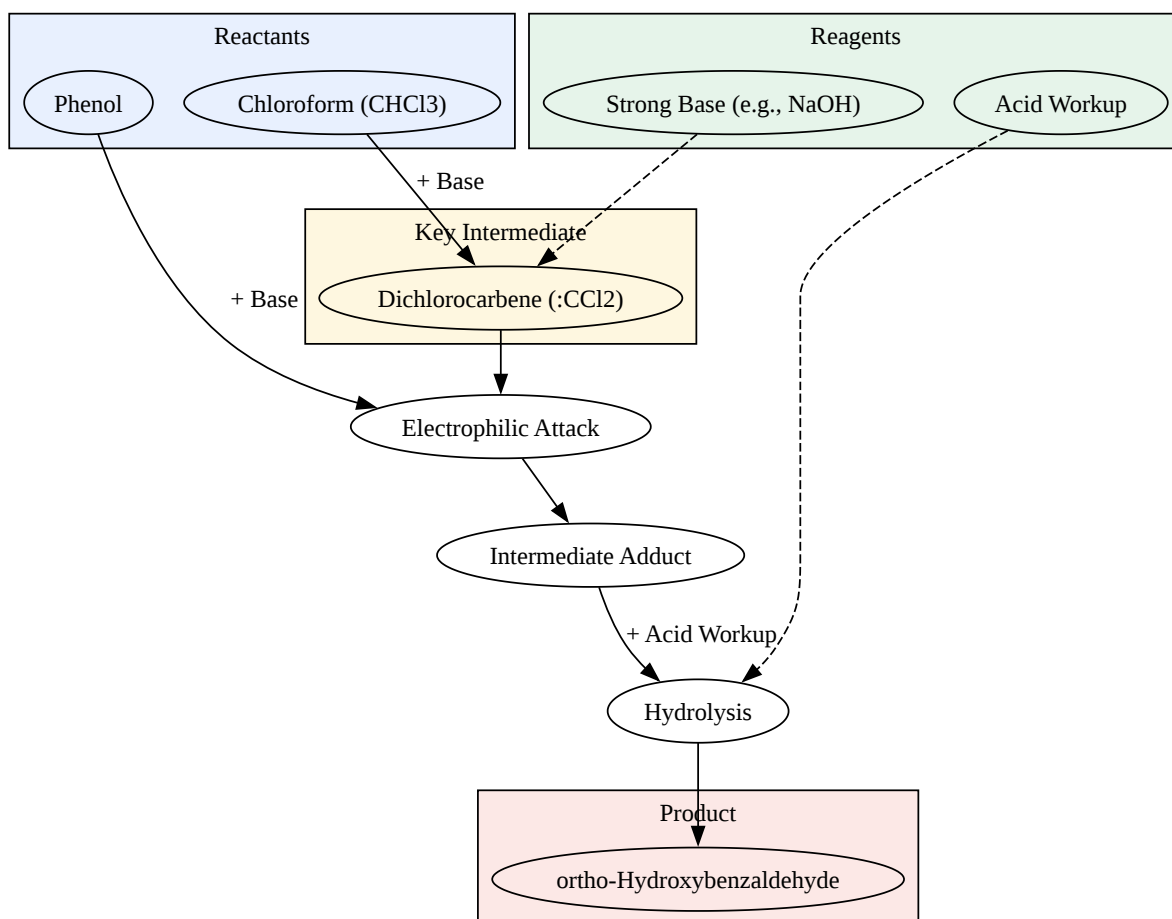 Reactants
Reagents
Phenol
Chloroform (CHCl3)
Strong Base (e.g., NaOH)
Acid Workup
+ Base
Key Intermediate
+ Base
Dichlorocarbene (:CCl2)
Electrophilic Attack
Intermediate Adduct
+ Acid Workup
Hydrolysis
Product
ortho-Hydroxybenzaldehyde